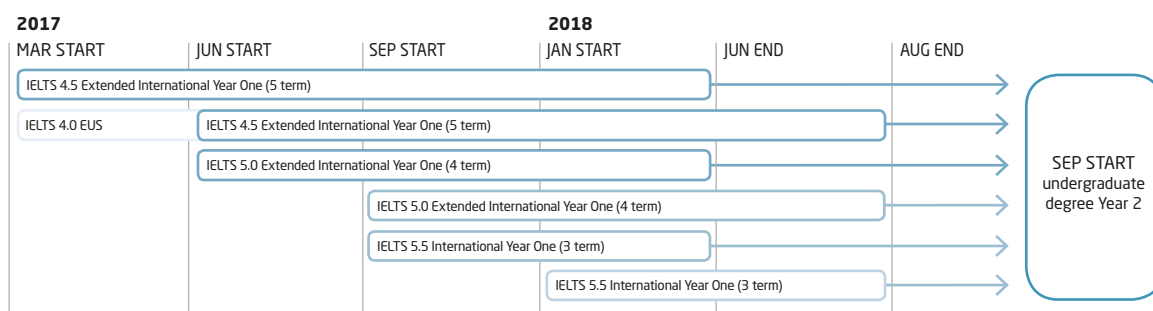 2017
2018
MAR START
JUN START
SEP START
JAN START
JUN END
AUG END
IELTS 4.5 Extended International Year One (5 term)
IELTS 4.0 EUS
IELTS 4.5 Extended International Year One (5 term)
IELTS 5.0 Extended International Year One (4 term)
IELTS 5.0 Extended International Year One (4 term)
IELTS 5.5 International Year One (3 term)
IELTS 5.5 International Year One (3 term)
SEP START
undergraduate
degree Year 2